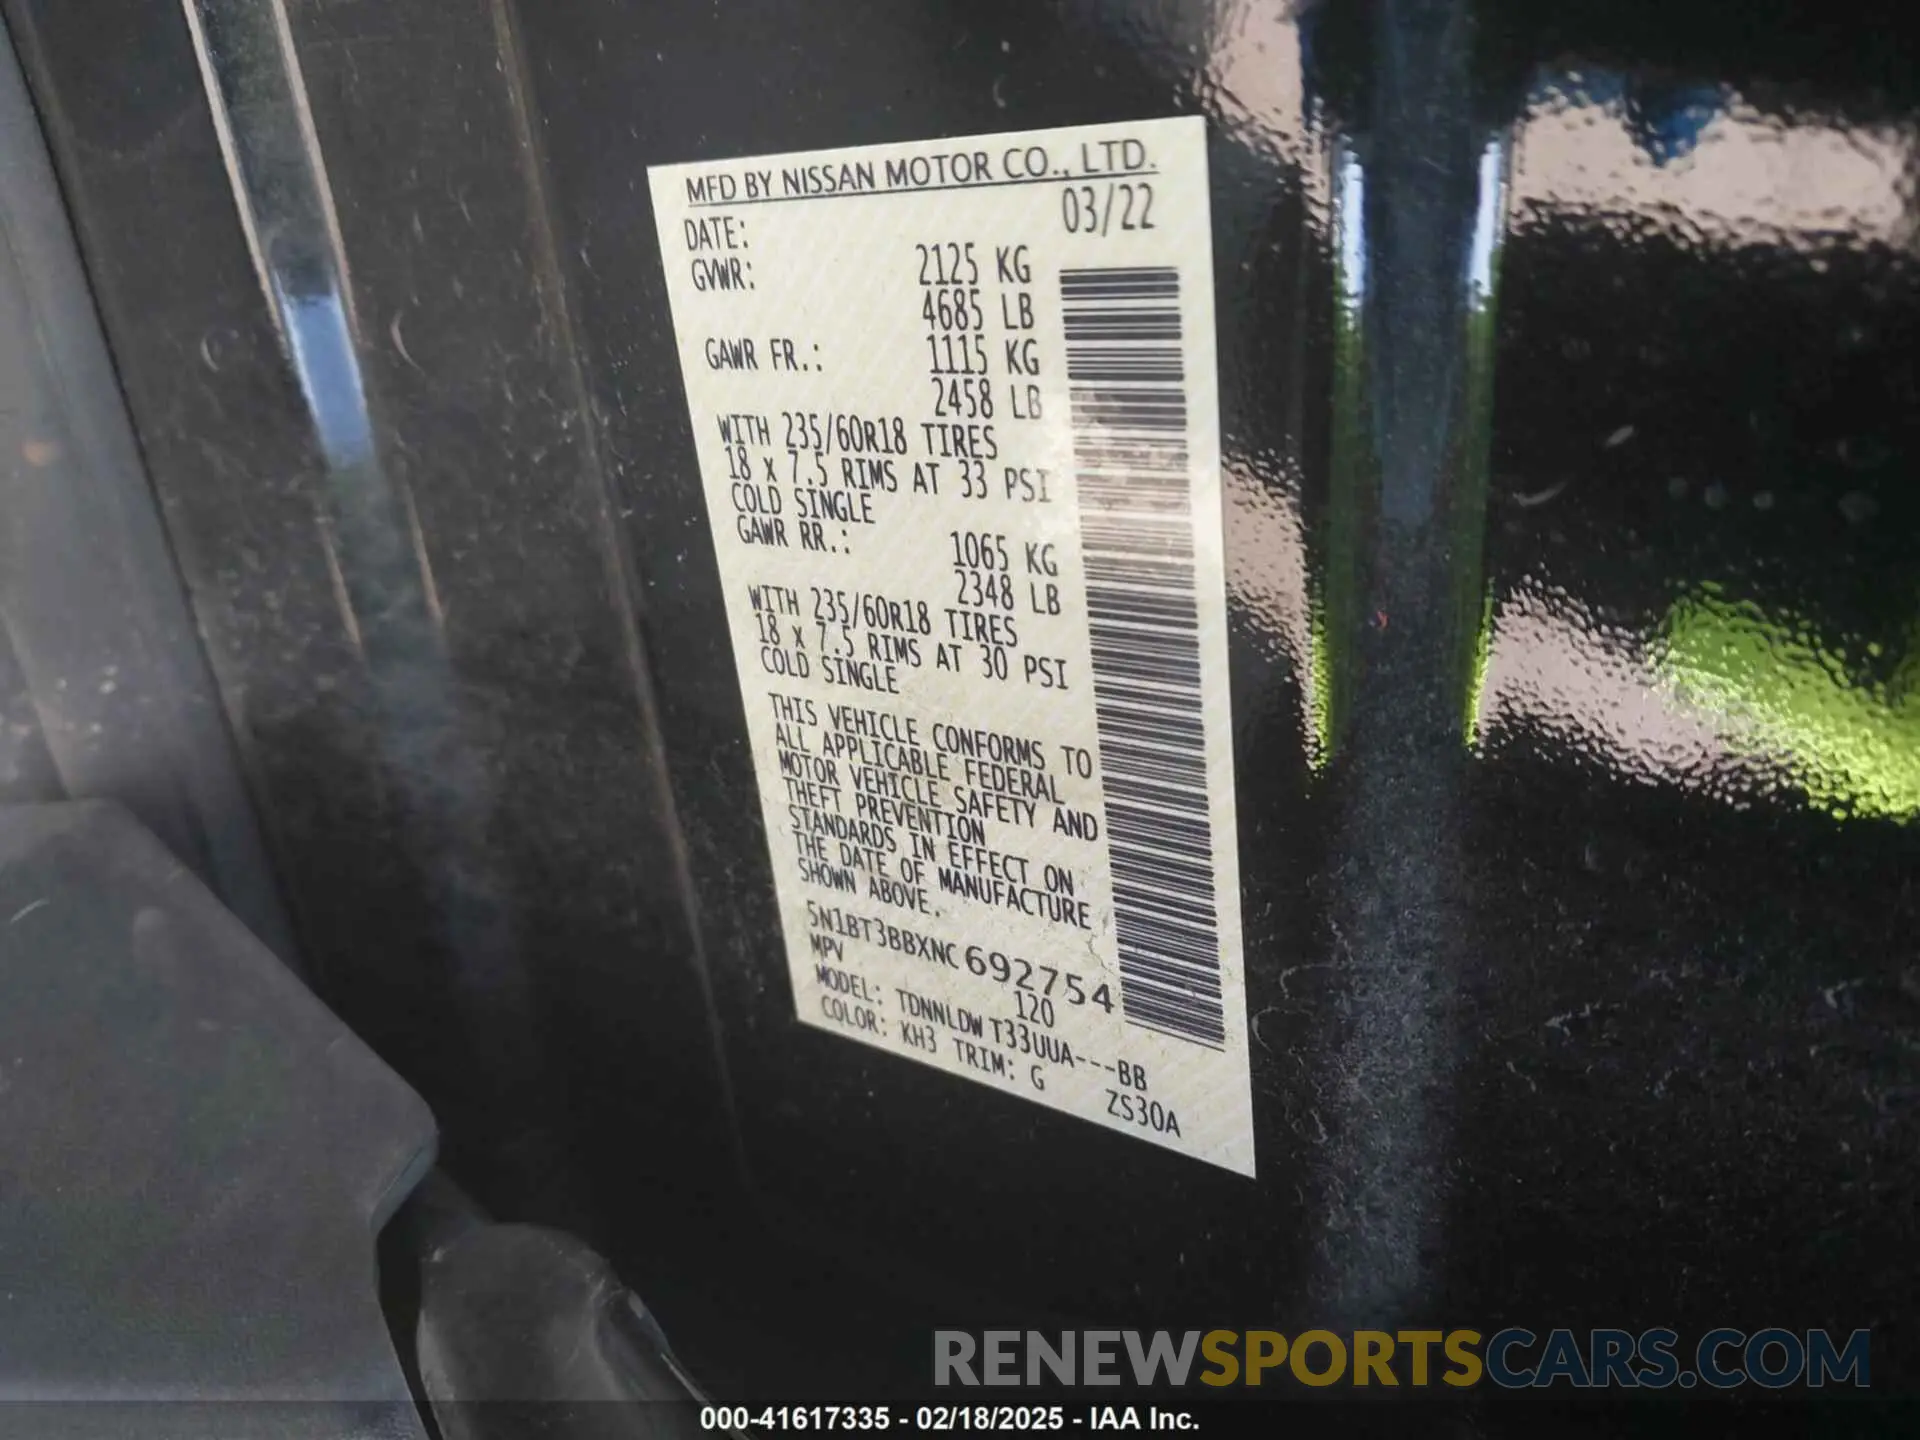 MFD BY NISSAN MOTOR CO., LTD.
DATE: 03/22
GVWR: 2125 KG
4685 LB
GAWR FR.: 1115 KG
2458 LB
WITH 235/60R18 TIRES
18 x 7.5 RIMS AT 33 PSI
COLD SINGLE
GAWR RR.: 1065 KG
2348 LB
WITH 235/60R18 TIRES
18 x 7.5 RIMS AT 30 PSI
COLD SINGLE
THIS VEHICLE CONFORMS TO
ALL APPLICABLE FEDERAL
MOTOR VEHICLE SAFETY AND
THEFT PREVENTION
STANDARDS IN EFFECT ON
THE DATE OF MANUFACTURE
SHOWN ABOVE.
5N1BT3BBXNC692754
MPV 120
MODEL: TDNNLDW T33UUA---BB
COLOR: KH3 TRIM: G ZS30A
RENEWSPORTSCARS.COM
000-41617335 - 02/18/2025 - IAA Inc.